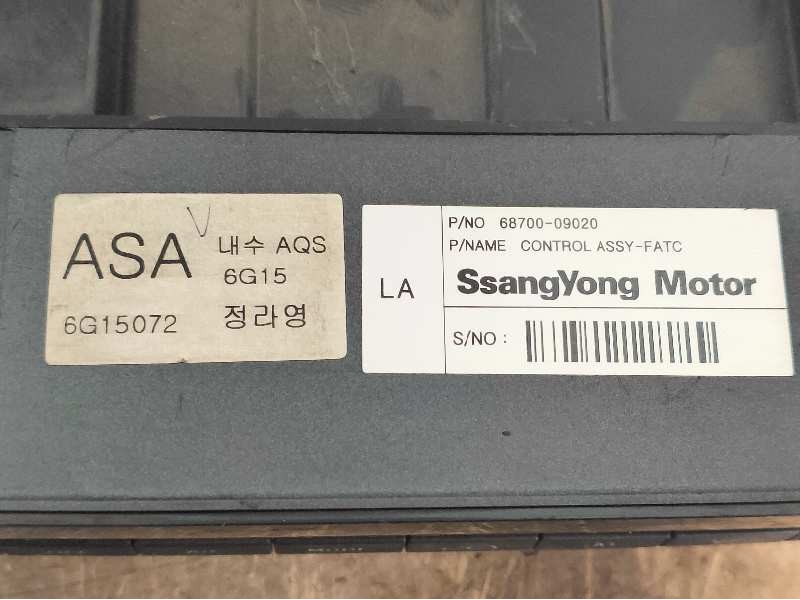 ASA 내수 AQS
6G15
6G15072 정라영
LA
P/NO 68700-09020
P/NAME CONTROL ASSY-FATC
SsangYong Motor
S/NO :